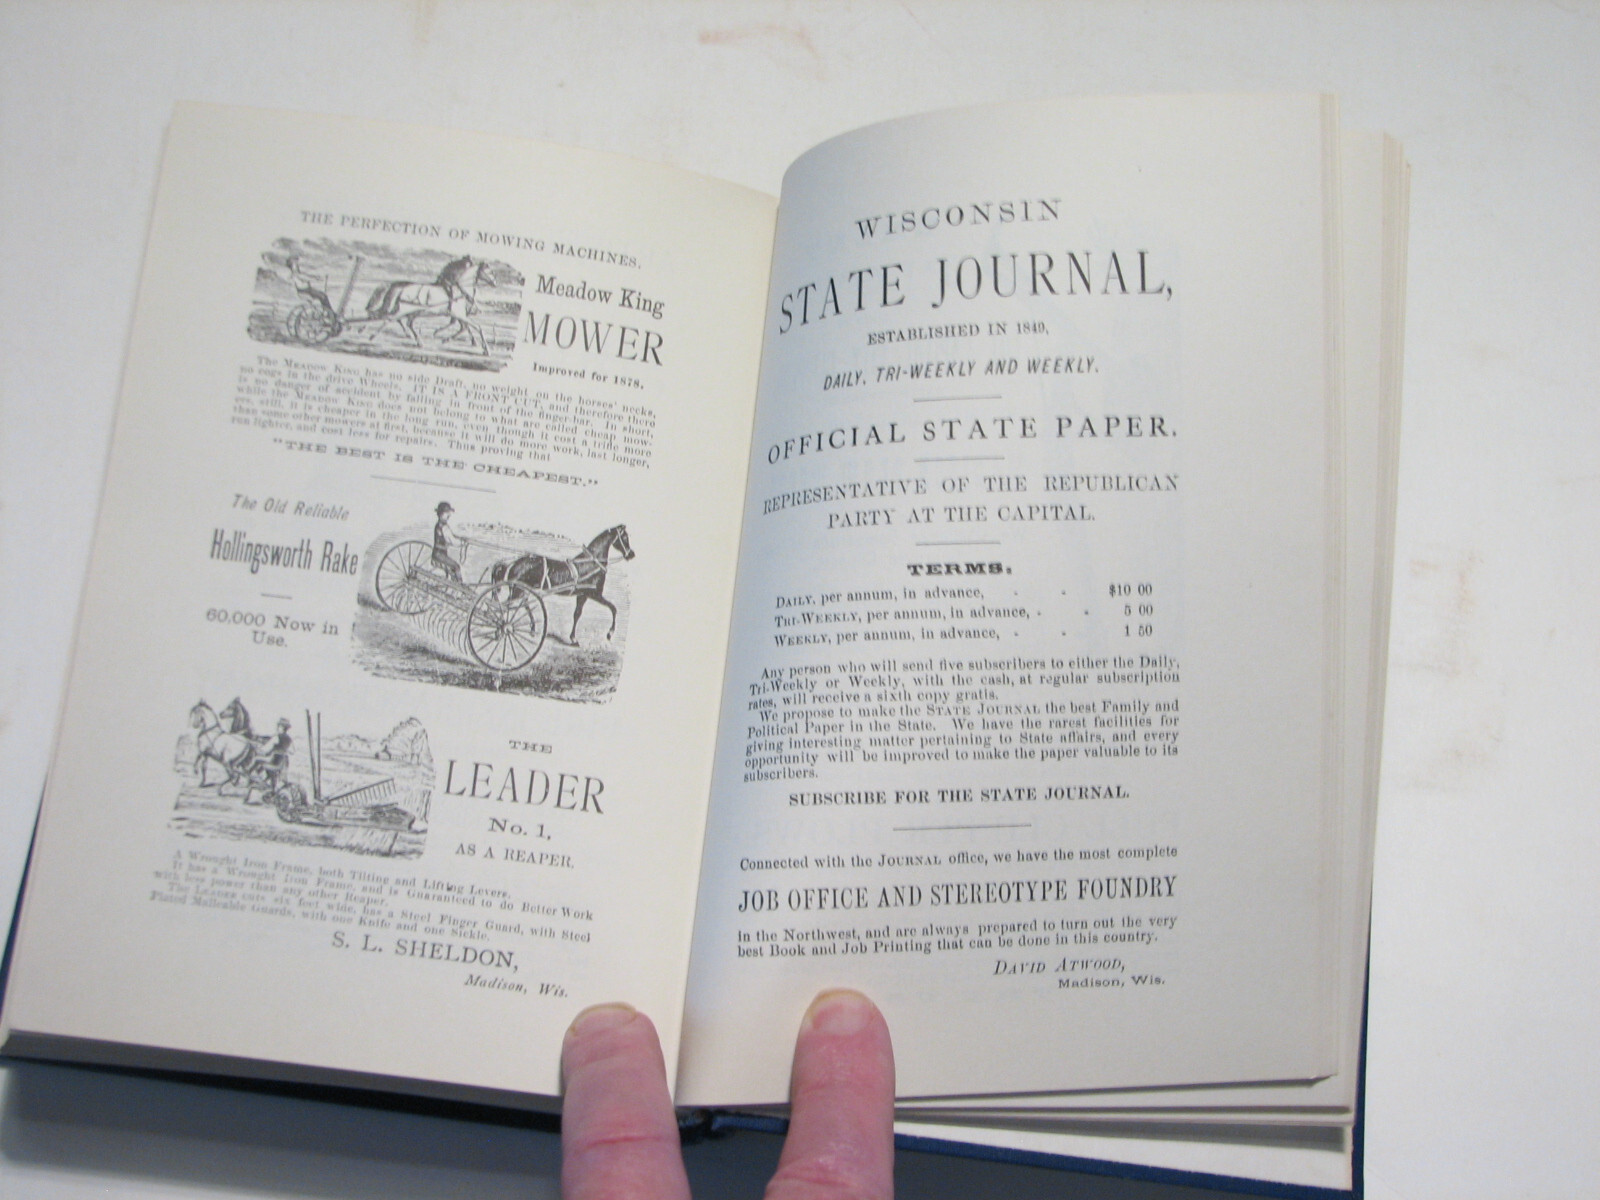 THE PERFECTION OF MOWING MACHINES.
Meadow King
MOWER
Improved for 1878.
The MEADOW KING has no side Draft, no weight on the horses' necks,
no cogs in the drive Wheels. IT IS A FRONT CUT, and therefore there
is no danger of accident by falling in front of the finger-bar. In short,
while the MEADOW KING does not belong to what are called cheap mow-
ers, still, it is cheaper in the long run, even though it cost a trifle more
than some other mowers at first, because it will do more work, last longer,
run lighter, and cost less for repairs. Thus proving that
"THE BEST IS THE CHEAPEST."
The Old Reliable
Hollingsworth Rake
60,000 Now in
Use.
THE
LEADER
No. 1,
AS A REAPER.
A Wrought Iron Frame, both Tilting and Lifting Levers.
It has a Wrought Iron Frame, and is Guaranteed to do Better Work
with less power than any other Reaper.
The LEADER cuts six feet wide, has a Steel Finger Guard, with Steel
Plated Malleable Guards, with one Knife and one Sickle.
S. L. SHELDON,
Madison, Wis.
WISCONSIN
STATE JOURNAL,
ESTABLISHED IN 1849,
DAILY, TRI-WEEKLY AND WEEKLY.
OFFICIAL STATE PAPER.
REPRESENTATIVE OF THE REPUBLICAN
PARTY AT THE CAPITAL.
TERMS:
DAILY, per annum, in advance, - - $10 00
TRI-WEEKLY, per annum, in advance, - - 5 00
WEEKLY, per annum, in advance, - - 1 50
Any person who will send five subscribers to either the Daily,
Tri-Weekly or Weekly, with the cash, at regular subscription
rates, will receive a sixth copy gratis.
We propose to make the STATE JOURNAL the best Family and
Political Paper in the State. We have the rarest facilities for
giving interesting matter pertaining to State affairs, and every
opportunity will be improved to make the paper valuable to its
subscribers.
SUBSCRIBE FOR THE STATE JOURNAL.
Connected with the JOURNAL office, we have the most complete
JOB OFFICE AND STEREOTYPE FOUNDRY
in the Northwest, and are always prepared to turn out the very
best Book and Job Printing that can be done in this country.
DAVID ATWOOD,
Madison, Wis.